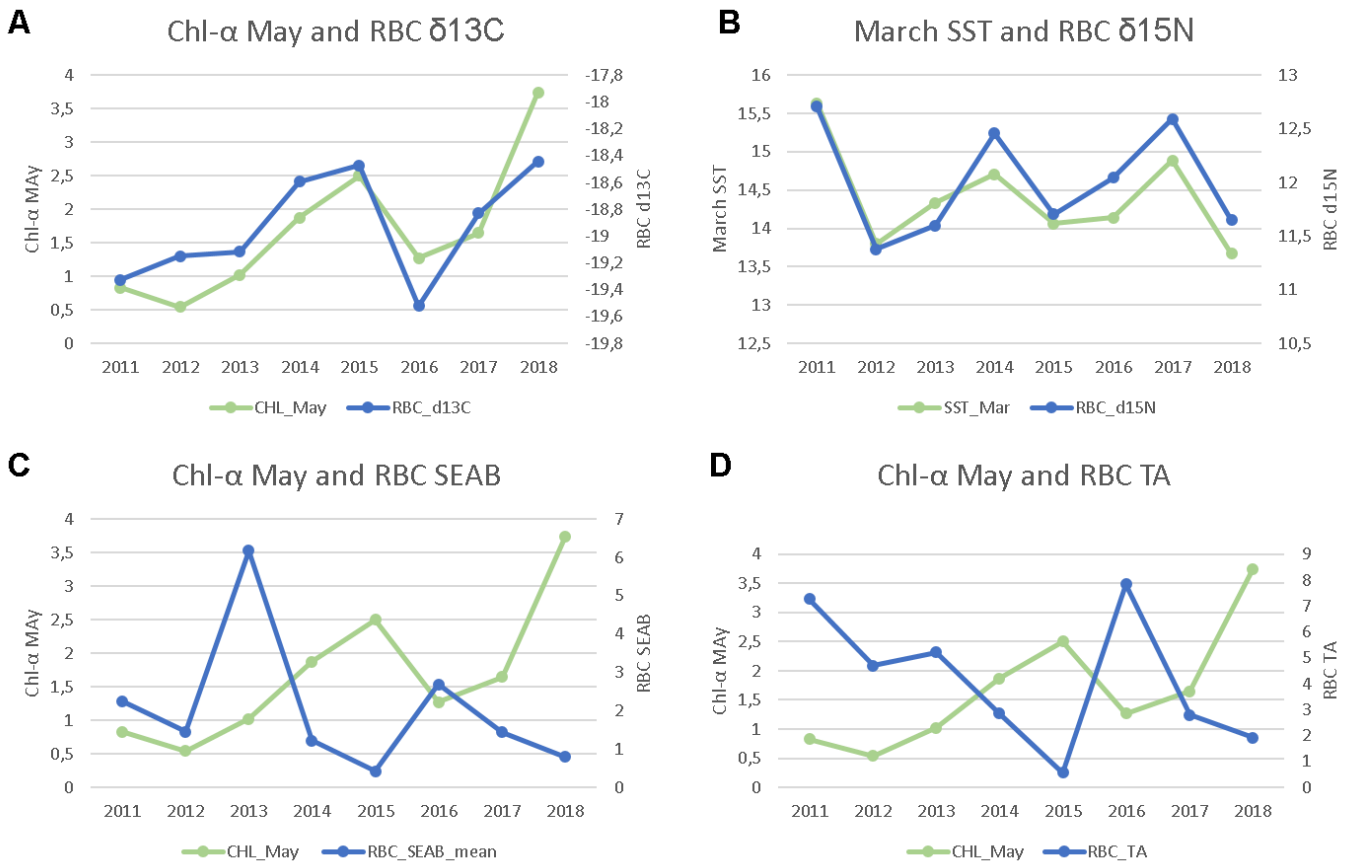 A
Chl-α May and RBC δ13C
4
3,5
3
2,5
2
1,5
1
0,5
0
Chl-α MAy
-17,8
-18
-18,2
-18,4
-18,6
-18,8
-19
-19,2
-19,4
-19,6
-19,8
RBC d13C
2011 2012 2013 2014 2015 2016 2017 2018
CHL_May RBC_d13C
B
March SST and RBC δ15N
16
15,5
15
14,5
14
13,5
13
12,5
March SST
13
12,5
12
11,5
11
10,5
RBC d15N
2011 2012 2013 2014 2015 2016 2017 2018
SST_Mar RBC_d15N
C
Chl-α May and RBC SEAB
4
3,5
3
2,5
2
1,5
1
0,5
0
Chl-α MAy
7
6
5
4
3
2
1
0
RBC SEAB
2011 2012 2013 2014 2015 2016 2017 2018
CHL_May RBC_SEAB_mean
D
Chl-α May and RBC TA
4
3,5
3
2,5
2
1,5
1
0,5
0
Chl-α MAy
9
8
7
6
5
4
3
2
1
0
RBC TA
2011 2012 2013 2014 2015 2016 2017 2018
CHL_May RBC_TA